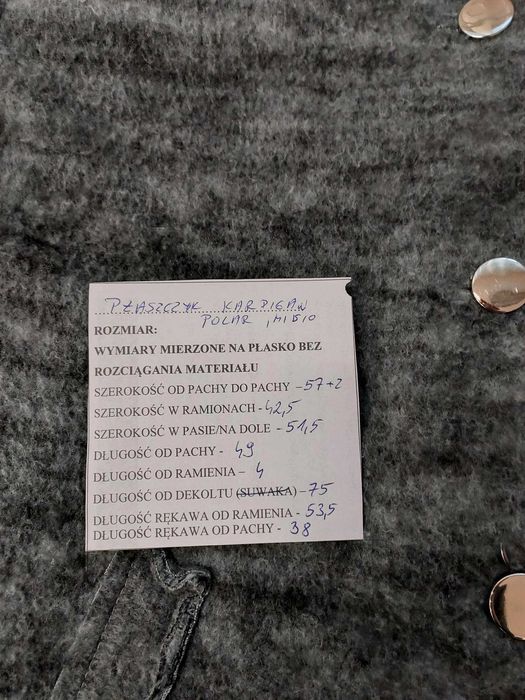 PŁASZCZYK KARDIGAN
POLAR,
ROZMIAR:
WYMIARY MIERZONE NA PŁASKO BEZ
ROZCIĄGANIA MATERIAŁU
SZEROKOŚĆ OD PACHY DO PACHY – 57+2
SZEROKOŚĆ W RAMIONACH - 42,5
SZEROKOŚĆ W PASIE/NA DOLE – 51,5
DŁUGOŚĆ OD PACHY - 49
DŁUGOŚĆ OD RAMIENIA – 4
DŁUGOŚĆ OD DEKOLTU (SUWAKA) – 75
DŁUGOŚĆ RĘKAWA OD RAMIENIA - 53,5
DŁUGOŚĆ RĘKAWA OD PACHY - 38